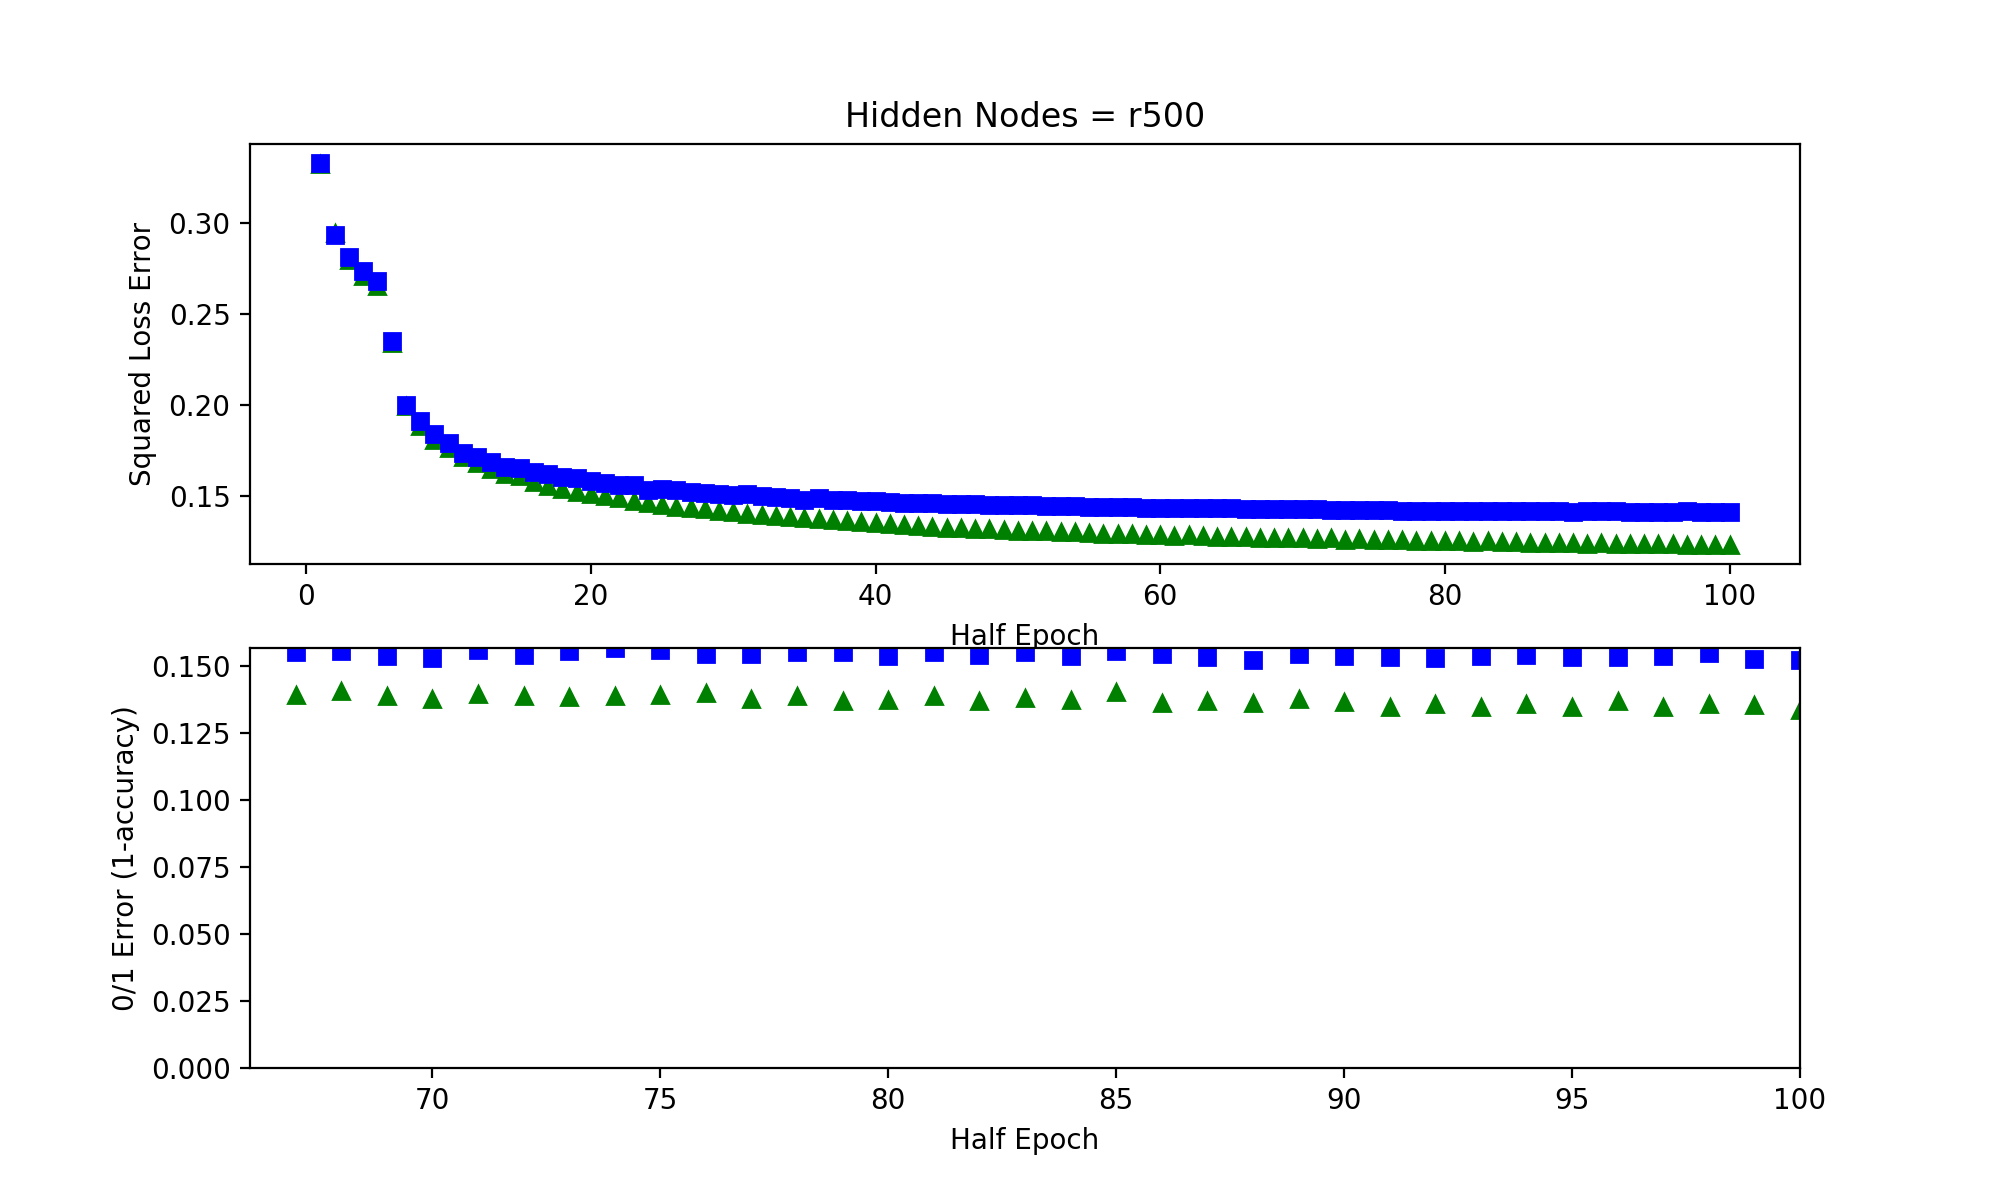 Hidden Nodes = r500
Squared Loss Error
0.30
0.25
0.20
0.15
0 20 40 60 80 100
Half Epoch
0/1 Error (1-accuracy)
0.150
0.125
0.100
0.075
0.050
0.025
0.000
70 75 80 85 90 95 100
Half Epoch